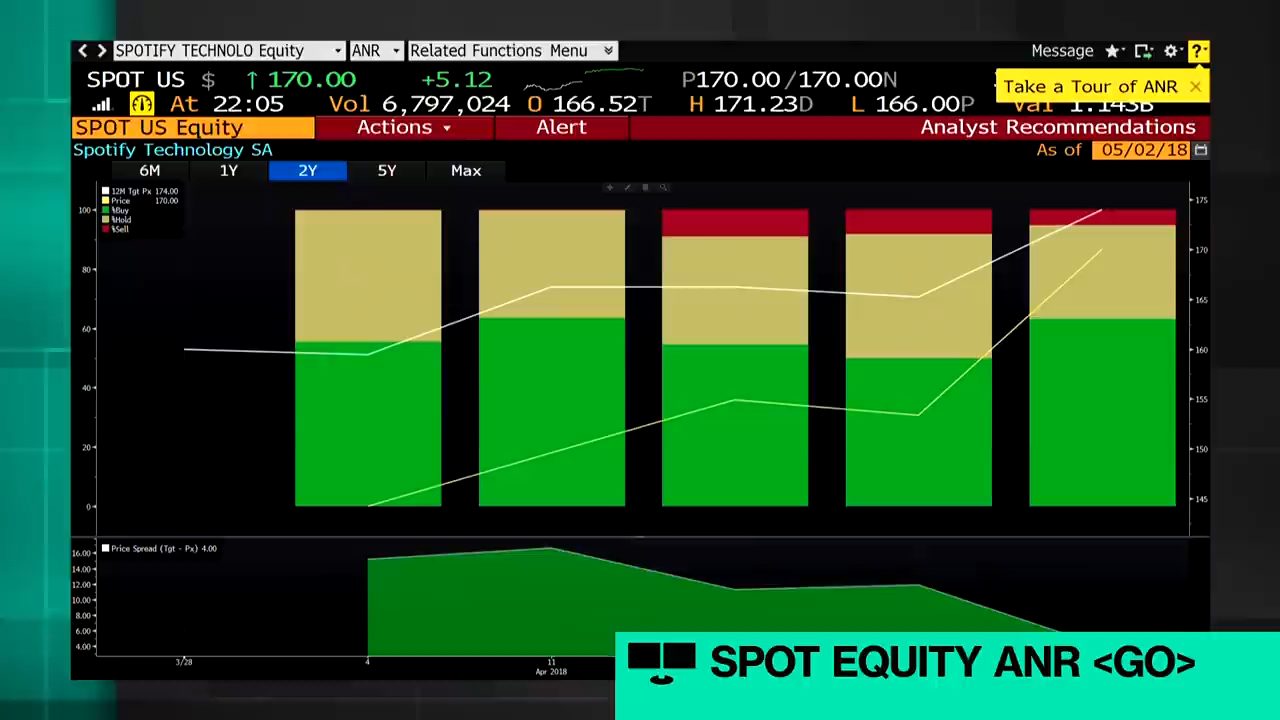 SPOTIFY TECHNOLO Equity ANR Related Functions Menu Message ?
SPOT US $ ↑ 170.00 +5.12 P170.00/170.00N
Take a Tour of ANR ×
At 22:05 Vol 6,797,024 O 166.52T H 171.23D L 166.00P Val 1.143B
SPOT US Equity Actions Alert Analyst Recommendations
Spotify Technology SA As of 05/02/18
6M 1Y 2Y 5Y Max
12M Tgt Px 174.00
Price 170.00
%Buy
%Hold
%Sell
100
80
60
40
20
0
175
170
165
160
155
150
145
Price Spread (Tgt - Px) 4.00
16.00
14.00
12.00
10.00
8.00
6.00
4.00
3/28 4 11
Apr 2018
SPOT EQUITY ANR <GO>